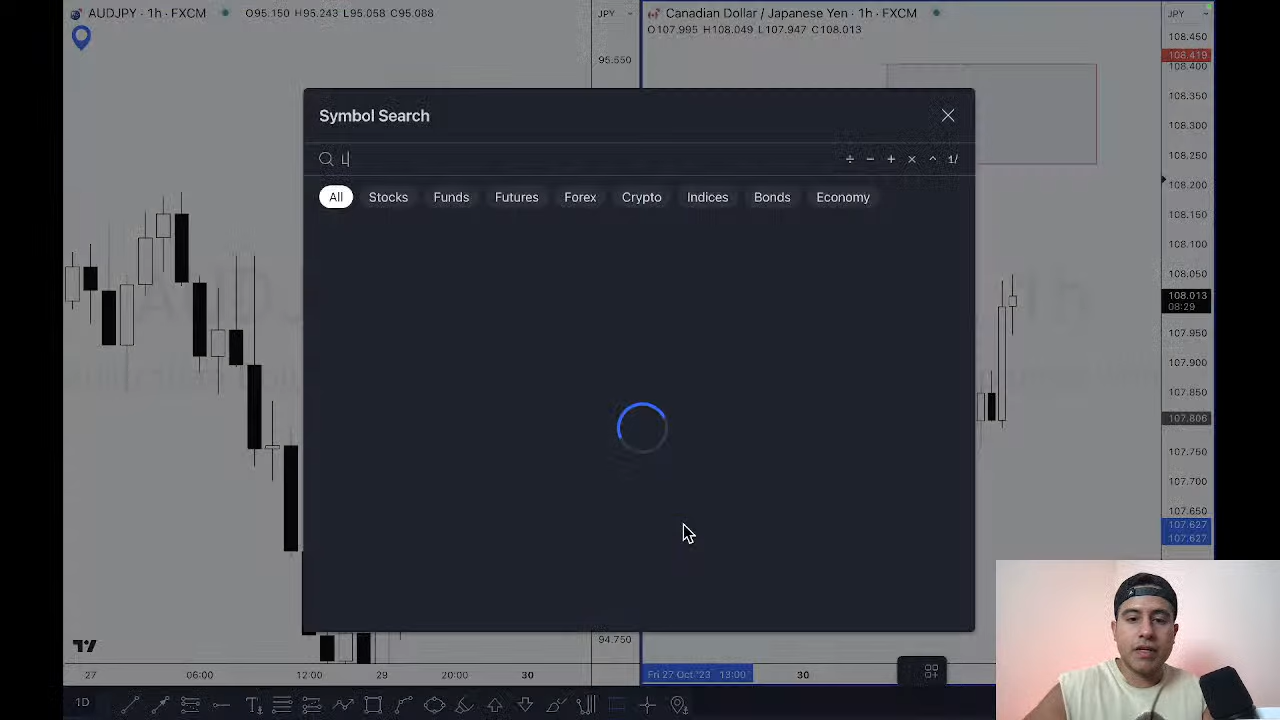 AUDJPY · 1h · FXCM
O95.150 H95.243 L95.058 C95.088
JPY
95.550
94.750
Canadian Dollar / Japanese Yen · 1h · FXCM
O107.995 H108.049 L107.947 C108.013
JPY
108.450
108.419
108.400
108.350
108.300
108.250
108.200
108.150
108.100
108.050
108.013
08:29
107.950
107.900
107.850
107.806
107.750
107.700
107.650
107.627
107.627
Symbol Search
÷ − + × ^ 1/
All Stocks Funds Futures Forex Crypto Indices Bonds Economy
27 06:00 12:00 20:00 30
Fri 27 Oct '23 13:00 30
1D